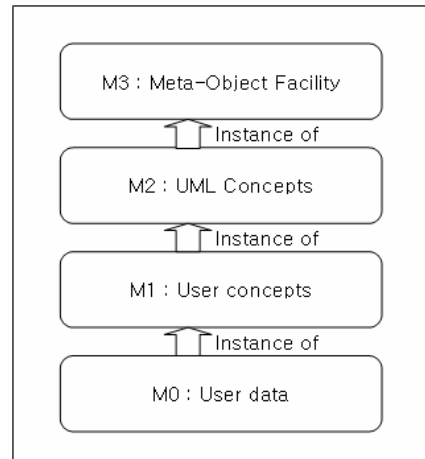 M3 : Meta-Object Facility
Instance of
M2 : UML Concepts
Instance of
M1 : User concepts
Instance of
M0 : User data